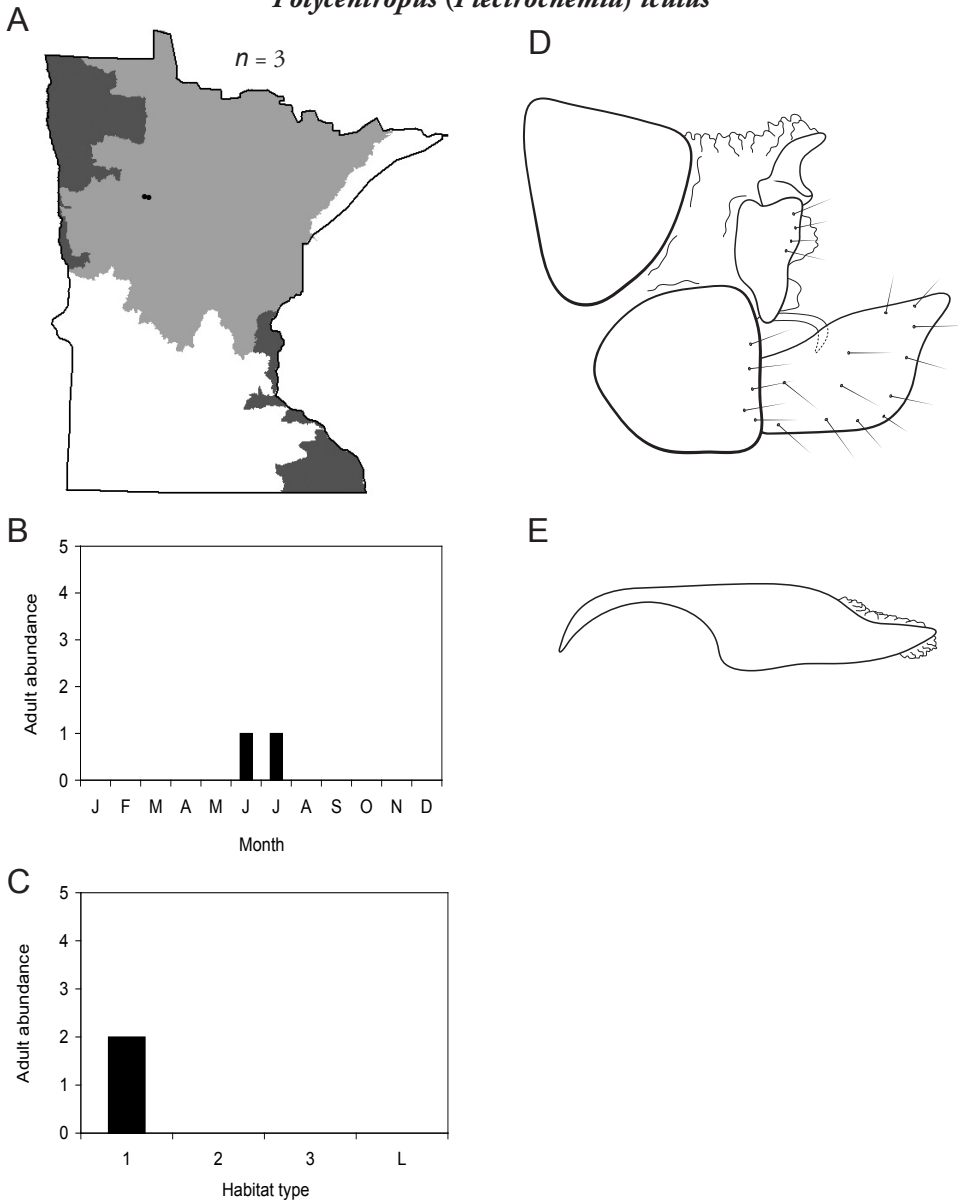 Polycentropus (Plectrocnemia) iculus
A
n = 3
D
B
Adult abundance
5
4
3
2
1
0
J F M A M J J A S O N D
Month
E
C
Adult abundance
5
4
3
2
1
0
1 2 3 L
Habitat type